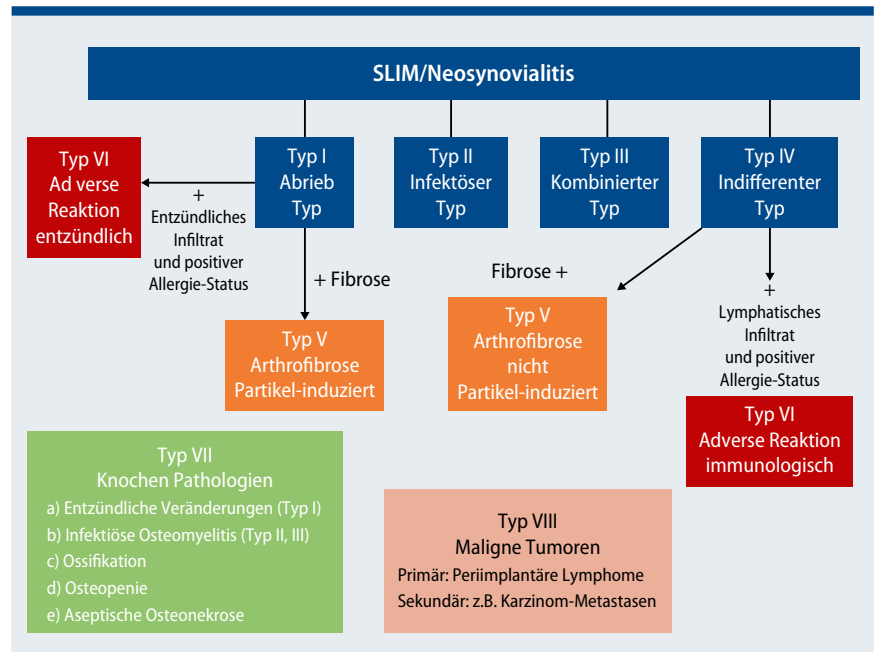 SLIM/Neosynovialitis
Typ VI
Ad verse
Reaktion
entzündlich
Typ I
Abrieb
Typ
Typ II
Infektöser
Typ
Typ III
Kombinierter
Typ
Typ IV
Indifferenter
Typ
+
Entzündliches
Infiltrat
und positiver
Allergie-Status
+ Fibrose
Fibrose +
+
Lymphatisches
Infiltrat
und positiver
Allergie-Status
Typ V
Arthrofibrose
Partikel-induziert
Typ V
Arthrofibrose
nicht
Partikel-induziert
Typ VI
Adverse Reaktion
immunologisch
Typ VII
Knochen Pathologien
a) Entzündliche Veränderungen (Typ I)
b) Infektiöse Osteomyelitis (Typ II, III)
c) Ossifikation
d) Osteopenie
e) Aseptische Osteonekrose
Typ VIII
Maligne Tumoren
Primär: Periimplantäre Lymphome
Sekundär: z.B. Karzinom-Metastasen